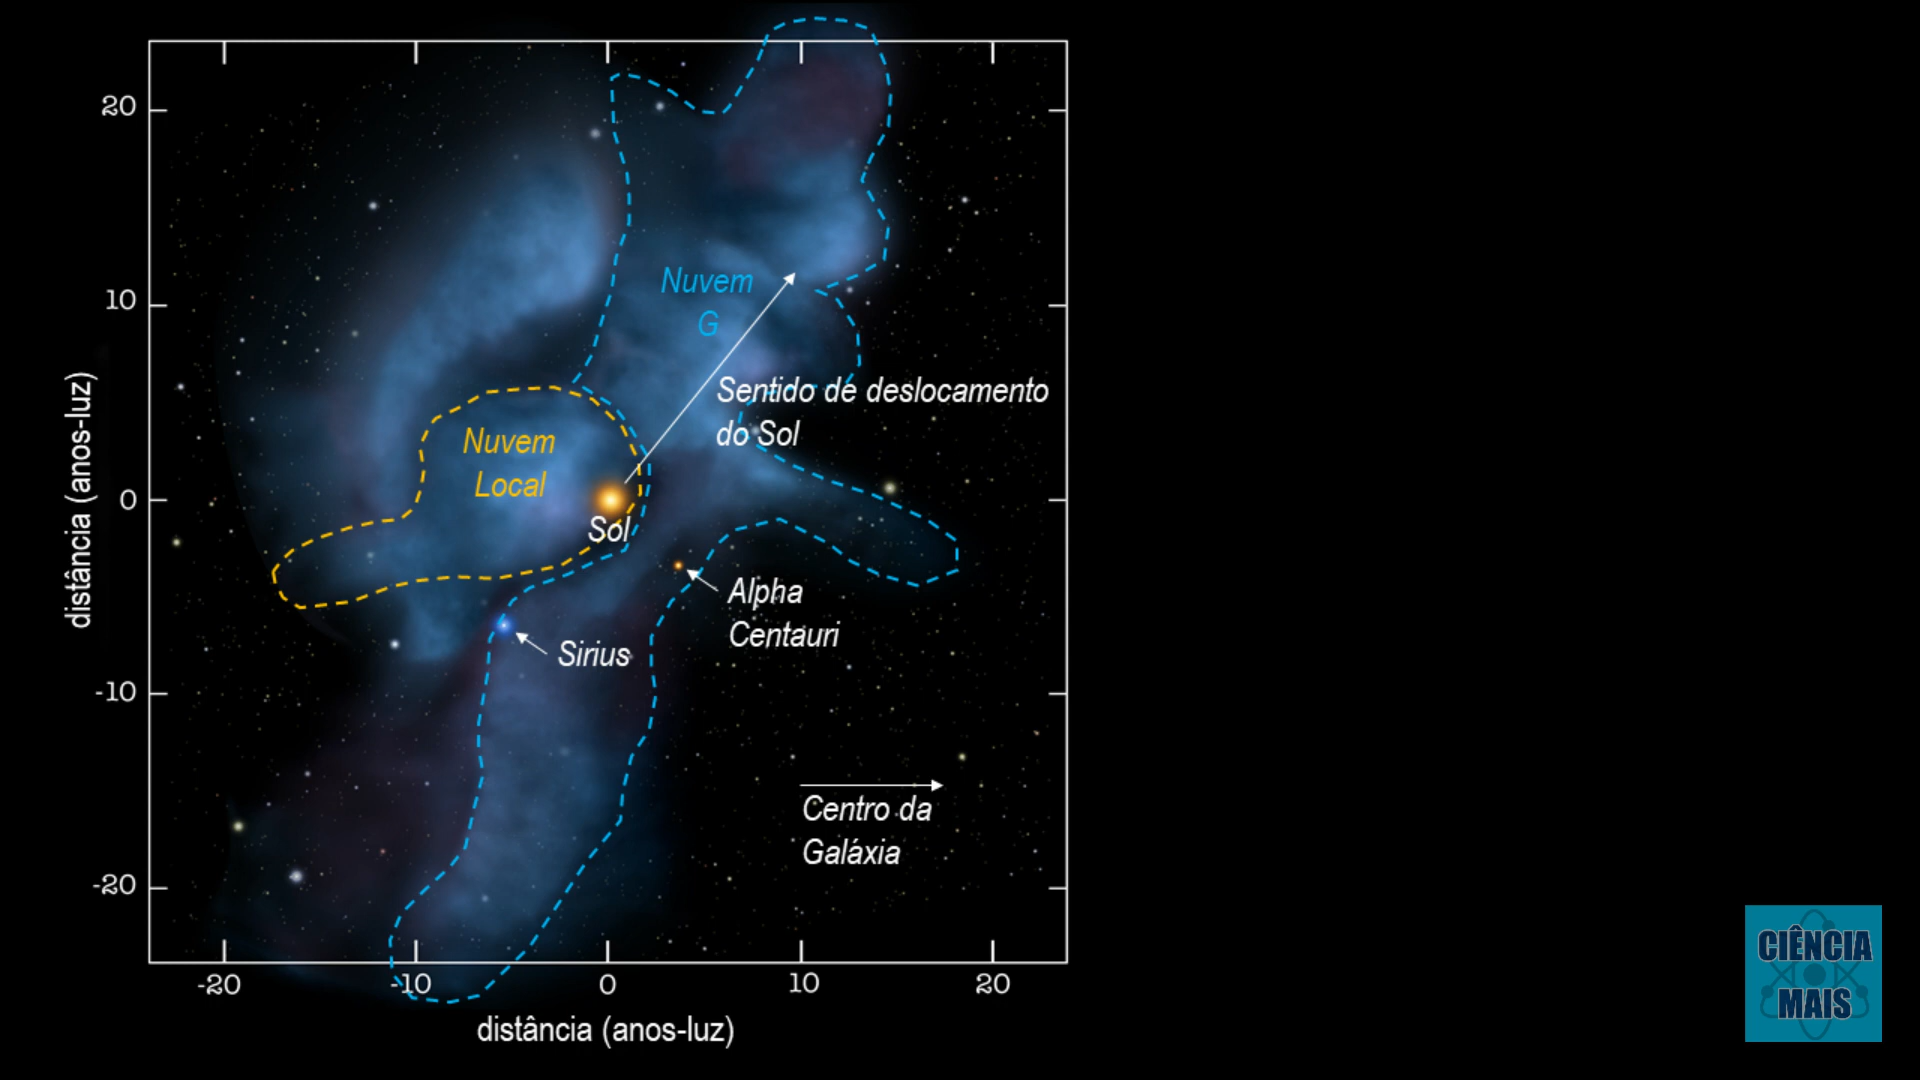 20
10
0
-10
-20
distância (anos-luz)
Nuvem
G
Sentido de deslocamento
do Sol
Nuvem
Local
Sol
Alpha
Centauri
Sirius
Centro da
Galáxia
-20
-10
0
10
20
distância (anos-luz)
CIÊNCIA
MAIS